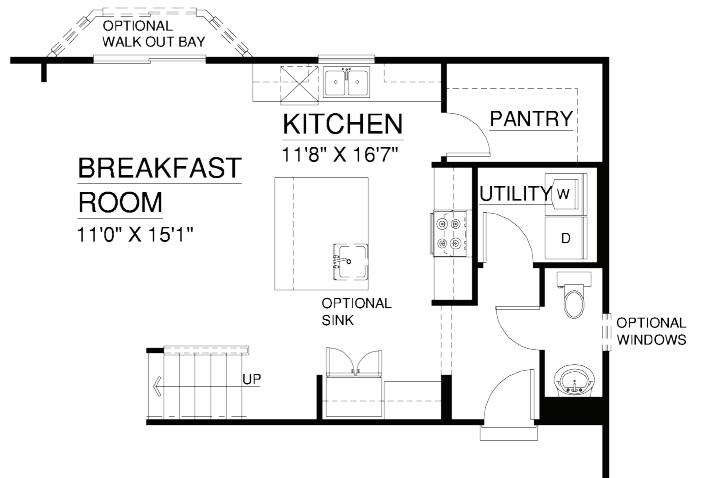 OPTIONAL
WALK OUT BAY
KITCHEN
11'8" X 16'7"
PANTRY
BREAKFAST
ROOM
11'0" X 15'1"
UTILITY
W
D
OPTIONAL
SINK
OPTIONAL
WINDOWS
UP